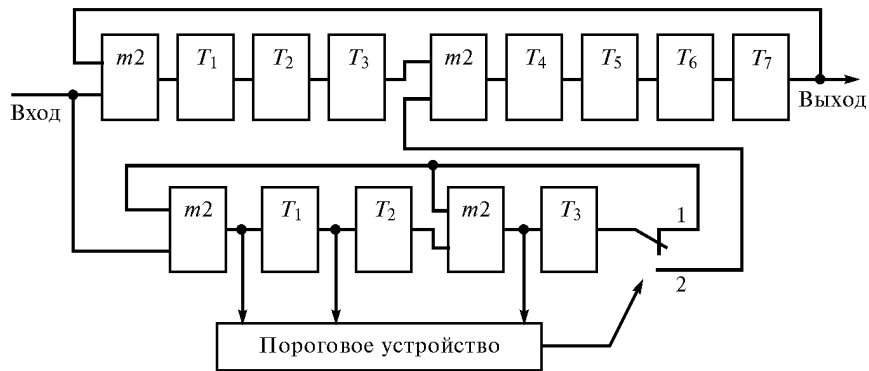 m2 T1 T2 T3 m2 T4 T5 T6 T7
Вход
Выход
m2 T1 T2 m2 T3
1
2
Пороговое устройство